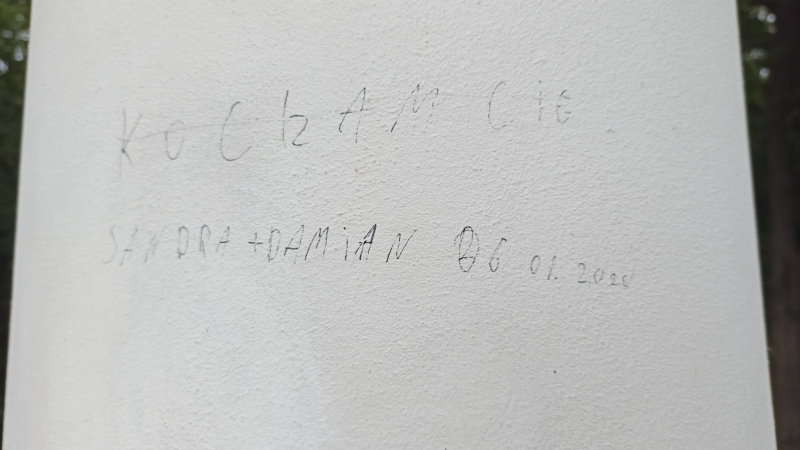 KOCHAM CiE
SANDRA + DAMiAN 06 01.2020